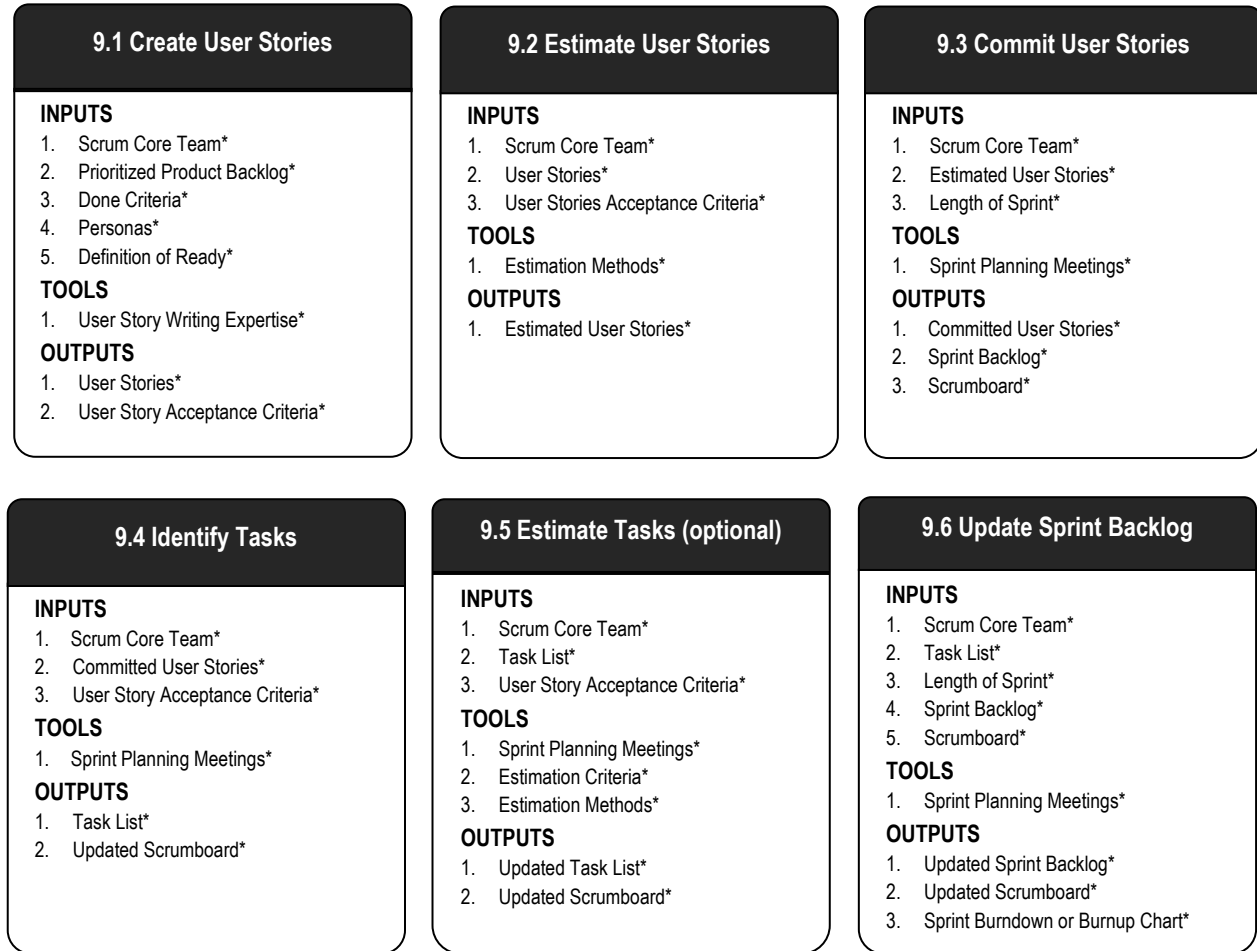 9.1 Create User Stories
INPUTS
1. Scrum Core Team*
2. Prioritized Product Backlog*
3. Done Criteria*
4. Personas*
5. Definition of Ready*
TOOLS
1. User Story Writing Expertise*
OUTPUTS
1. User Stories*
2. User Story Acceptance Criteria*
9.2 Estimate User Stories
INPUTS
1. Scrum Core Team*
2. User Stories*
3. User Stories Acceptance Criteria*
TOOLS
1. Estimation Methods*
OUTPUTS
1. Estimated User Stories*
9.3 Commit User Stories
INPUTS
1. Scrum Core Team*
2. Estimated User Stories*
3. Length of Sprint*
TOOLS
1. Sprint Planning Meetings*
OUTPUTS
1. Committed User Stories*
2. Sprint Backlog*
3. Scrumboard*
9.4 Identify Tasks
INPUTS
1. Scrum Core Team*
2. Committed User Stories*
3. User Story Acceptance Criteria*
TOOLS
1. Sprint Planning Meetings*
OUTPUTS
1. Task List*
2. Updated Scrumboard*
9.5 Estimate Tasks (optional)
INPUTS
1. Scrum Core Team*
2. Task List*
3. User Story Acceptance Criteria*
TOOLS
1. Sprint Planning Meetings*
2. Estimation Criteria*
3. Estimation Methods*
OUTPUTS
1. Updated Task List*
2. Updated Scrumboard*
9.6 Update Sprint Backlog
INPUTS
1. Scrum Core Team*
2. Task List*
3. Length of Sprint*
4. Sprint Backlog*
5. Scrumboard*
TOOLS
1. Sprint Planning Meetings*
OUTPUTS
1. Updated Sprint Backlog*
2. Updated Scrumboard*
3. Sprint Burndown or Burnup Chart*